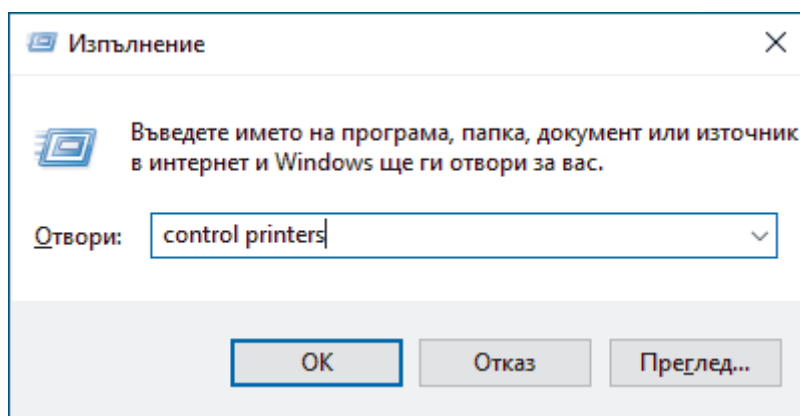 Изпълнение
Въведете името на програма, папка, документ или източник
в интернет и Windows ще ги отвори за вас.
Отвори: control printers
OK Отказ Преглед...